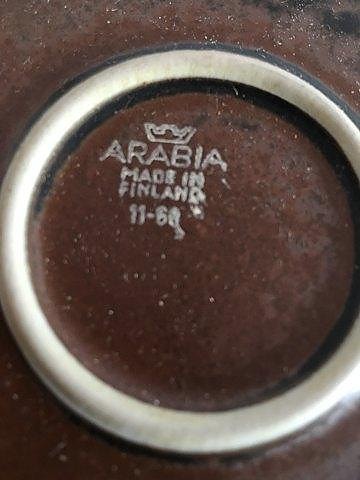 ARABIA
MADE IN
FINLAND
11-68